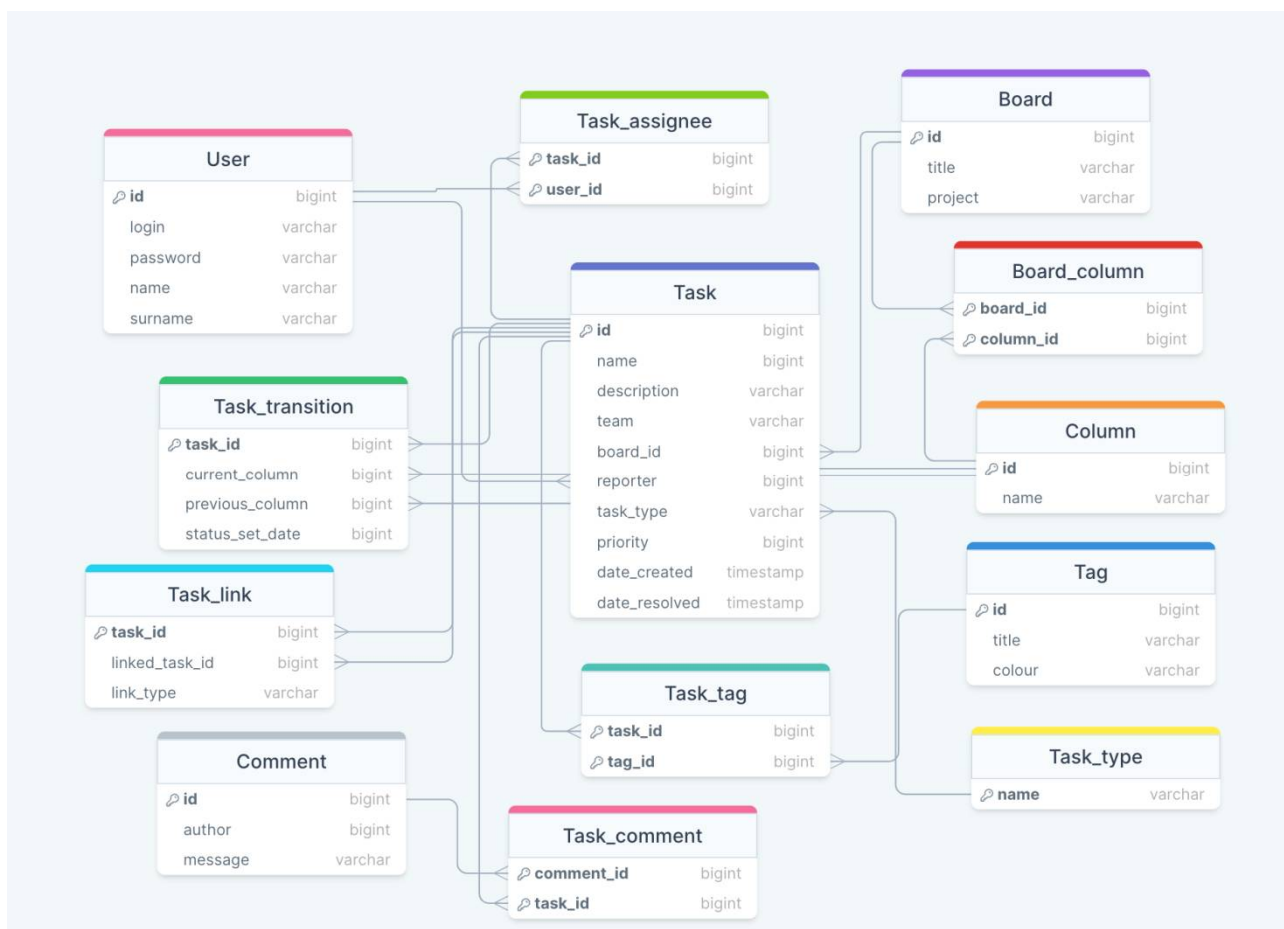 User
id bigint
login varchar
password varchar
name varchar
surname varchar
Task_assignee
task_id bigint
user_id bigint
Board
id bigint
title varchar
project varchar
Board_column
board_id bigint
column_id bigint
Task
id bigint
name bigint
description varchar
team varchar
board_id bigint
reporter bigint
task_type varchar
priority bigint
date_created timestamp
date_resolved timestamp
Task_transition
task_id bigint
current_column bigint
previous_column bigint
status_set_date bigint
Column
id bigint
name varchar
Task_link
task_id bigint
linked_task_id bigint
link_type varchar
Tag
id bigint
title varchar
colour varchar
Task_tag
task_id bigint
tag_id bigint
Comment
id bigint
author bigint
message varchar
Task_type
name varchar
Task_comment
comment_id bigint
task_id bigint